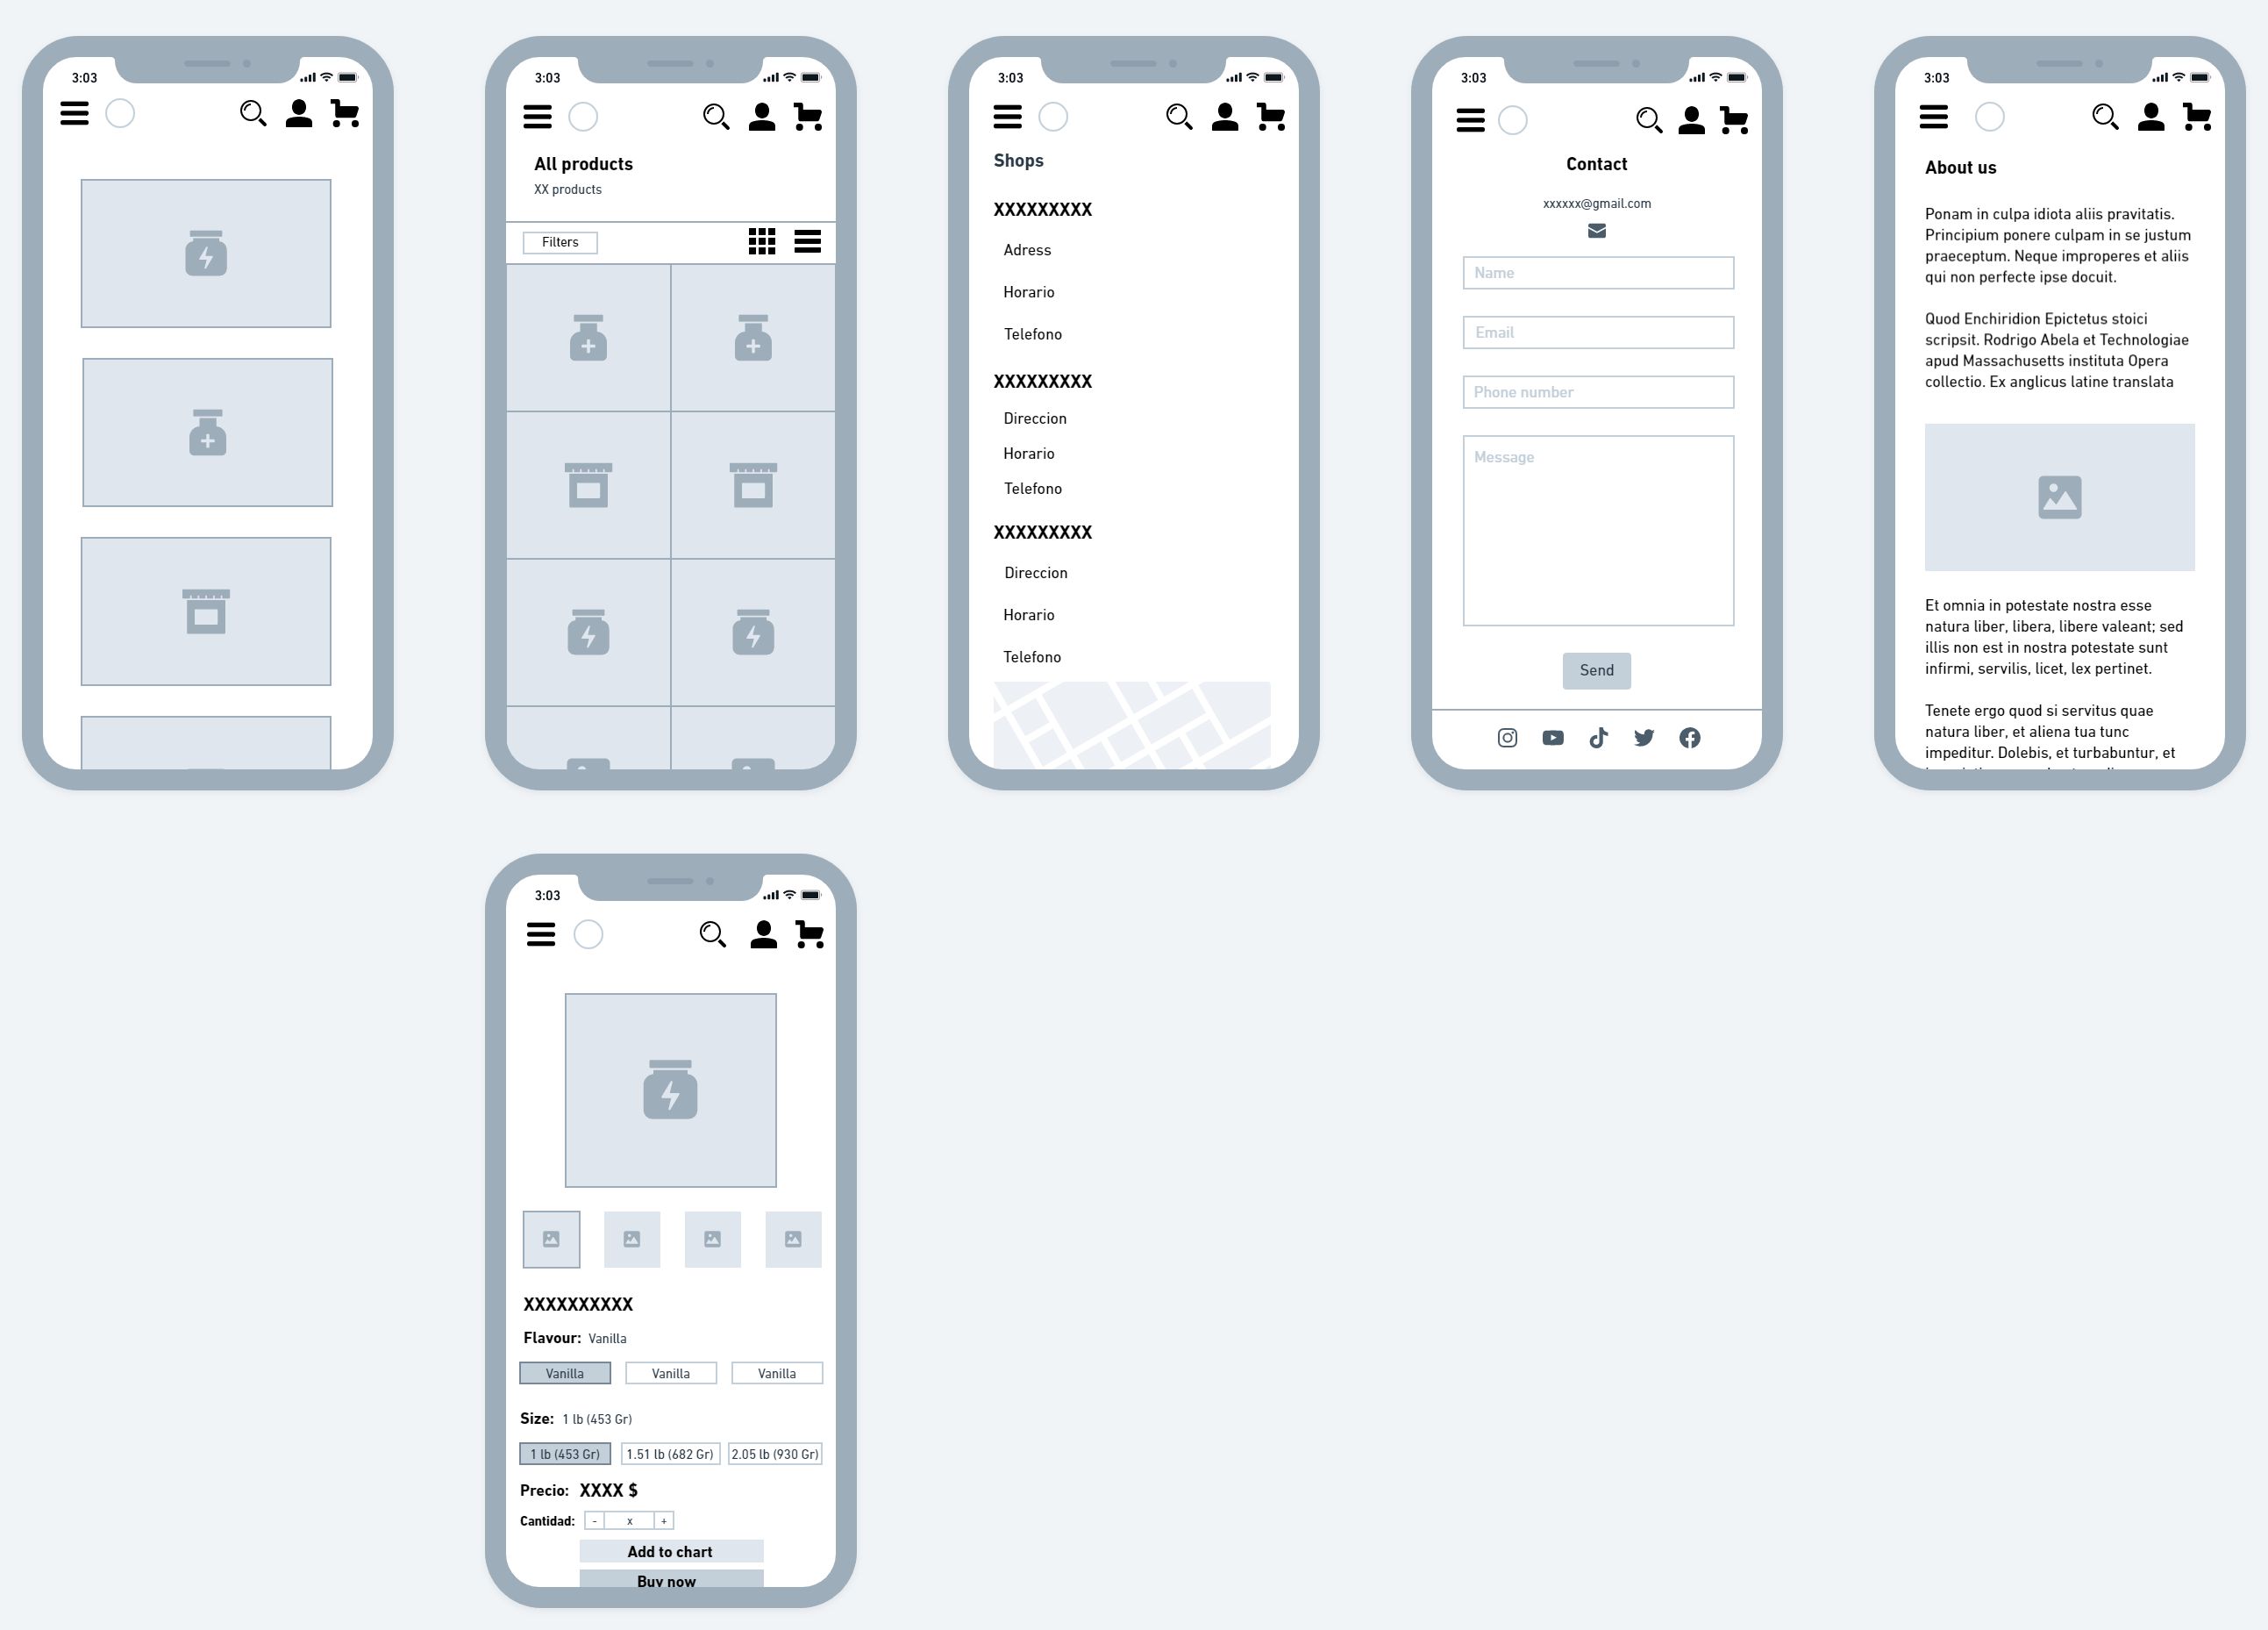 3:03
3:03
All products
XX products
Filters
3:03
Shops
XXXXXXXXX
Adress
Horario
Telefono
XXXXXXXXX
Direccion
Horario
Telefono
XXXXXXXXX
Direccion
Horario
Telefono
3:03
Contact
xxxxxx@gmail.com
Name
Email
Phone number
Message
Send
3:03
About us
Ponam in culpa idiota aliis pravitatis.
Principium ponere culpam in se justum
praeceptum. Neque improperes et aliis
qui non perfecte ipse docuit.
Quod Enchiridion Epictetus stoici
scripsit. Rodrigo Abela et Technologiae
apud Massachusetts instituta Opera
collectio. Ex anglicus latine translata
Et omnia in potestate nostra esse
natura liber, libera, libere valeant; sed
illis non est in nostra potestate sunt
infirmi, servilis, licet, lex pertinet.
Tenete ergo quod si servitus quae
natura liber, et aliena tua tunc
impeditur. Dolebis, et turbabuntur, et
3:03
XXXXXXXXXX
Flavour: Vanilla
Vanilla Vanilla Vanilla
Size: 1 lb (453 Gr)
1 lb (453 Gr) 1.51 lb (682 Gr) 2.05 lb (930 Gr)
Precio: XXXX $
Cantidad: - x +
Add to chart
Buy now